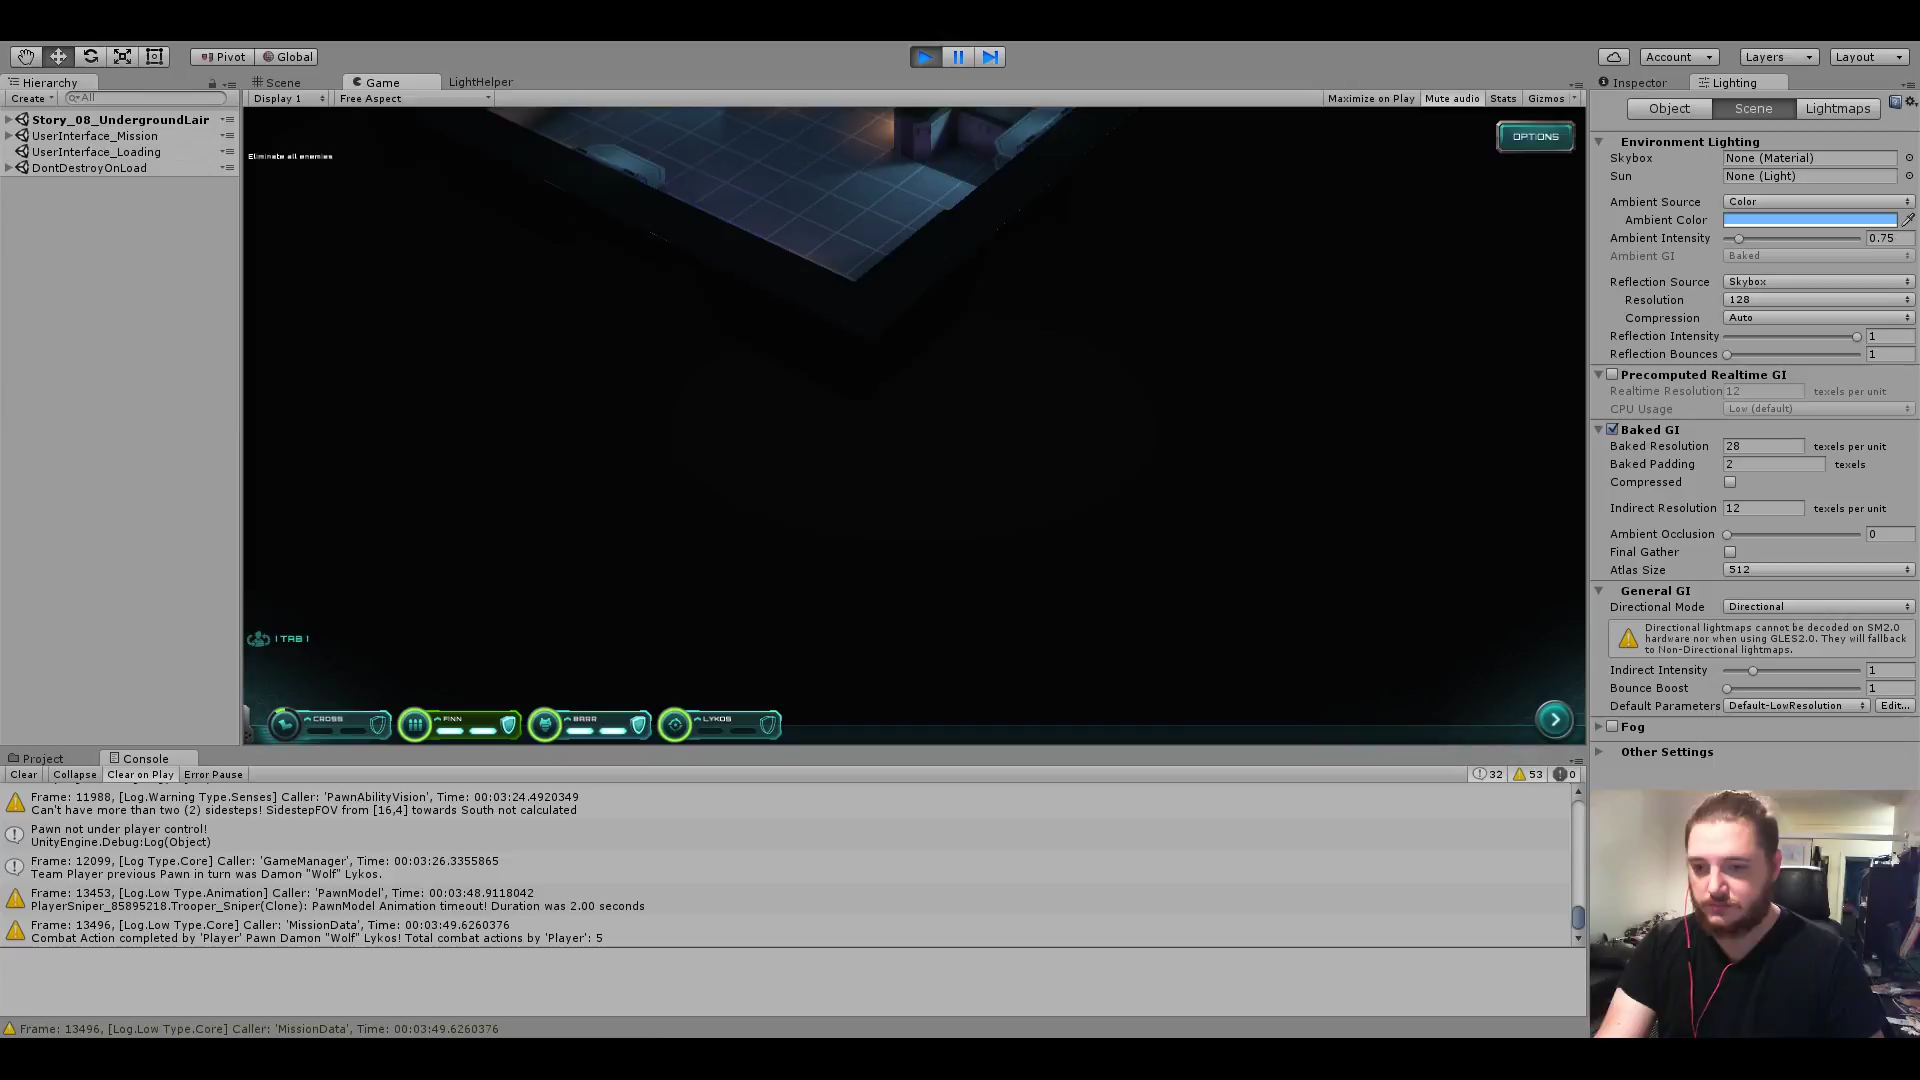 Pivot
Global
Account
Layers
Layout
Hierarchy
Scene
Game
LightHelper
Inspector
Lighting
Create
All
Display 1
Free Aspect
Maximize on Play
Mute audio
Stats
Gizmos
Object
Scene
Lightmaps
Story_08_UndergroundLair
UserInterface_Mission
UserInterface_Loading
DontDestroyOnLoad
Eliminate all enemies
OPTIONS
[TAB]
CROSS
FINN
BARR
LYKOS
Environment Lighting
Skybox
None (Material)
Sun
None (Light)
Ambient Source
Color
Ambient Color
Ambient Intensity
0.75
Ambient GI
Baked
Reflection Source
Skybox
Resolution
128
Compression
Auto
Reflection Intensity
1
Reflection Bounces
1
Precomputed Realtime GI
Realtime Resolution
12
texels per unit
CPU Usage
Low (default)
Baked GI
Baked Resolution
28
texels per unit
Baked Padding
2
texels
Compressed
Indirect Resolution
12
texels per unit
Ambient Occlusion
0
Final Gather
Atlas Size
512
General GI
Directional Mode
Directional
Directional lightmaps cannot be decoded on SM2.0
hardware nor when using GLES2.0. They will fallback
to Non-Directional lightmaps.
Indirect Intensity
1
Bounce Boost
1
Default Parameters
Default-LowResolution
Edit...
Fog
Other Settings
Project
Console
Clear
Collapse
Clear on Play
Error Pause
32
53
0
Frame: 11988, [Log.Warning Type.Senses] Caller: 'PawnAbilityVision', Time: 00:03:24.4920349
Can't have more than two (2) sidesteps! SidestepFOV from [16,4] towards South not calculated
Pawn not under player control!
UnityEngine.Debug:Log(Object)
Frame: 12099, [Log Type.Core] Caller: 'GameManager', Time: 00:03:26.3355865
Team Player previous Pawn in turn was Damon "Wolf" Lykos.
Frame: 13453, [Log.Low Type.Animation] Caller: 'PawnModel', Time: 00:03:48.9118042
PlayerSniper_85895218.Trooper_Sniper(Clone): PawnModel Animation timeout! Duration was 2.00 seconds
Frame: 13496, [Log.Low Type.Core] Caller: 'MissionData', Time: 00:03:49.6260376
Combat Action completed by 'Player' Pawn Damon "Wolf" Lykos! Total combat actions by 'Player': 5
Frame: 13496, [Log.Low Type.Core] Caller: 'MissionData', Time: 00:03:49.6260376